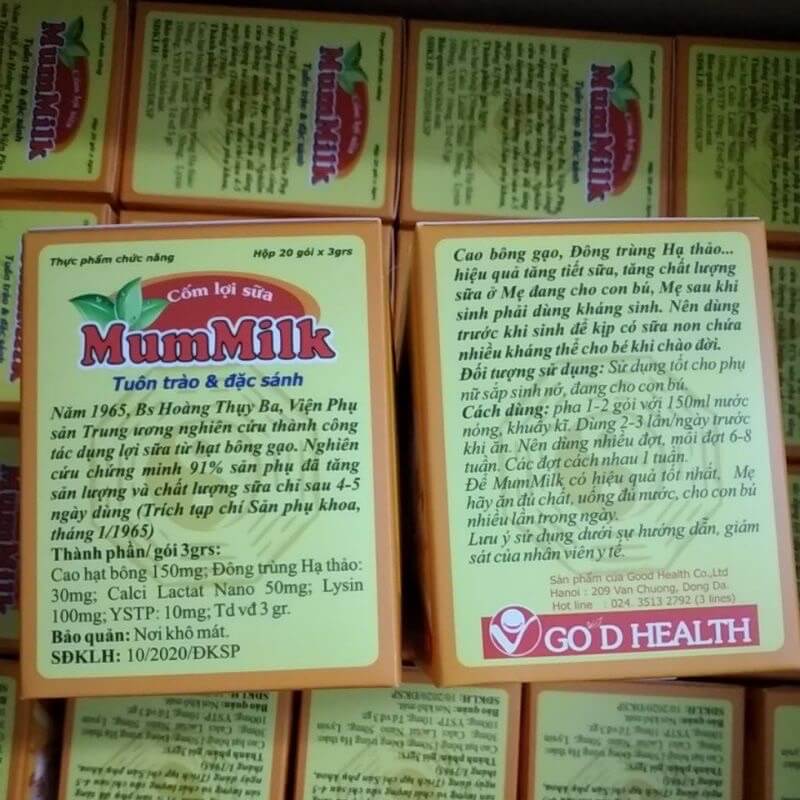 Thực phẩm chức năng
Hộp 20 gói x 3grs
Cốm lợi sữa
MumMilk
Tuôn trào & đặc sánh
Năm 1965, Bs Hoàng Thụy Ba, Viện Phụ
sản Trung ương nghiên cứu thành công
tác dụng lợi sữa từ hạt bông gạo. Nghiên
cứu chứng minh 91% sản phụ đã tăng
sản lượng và chất lượng sữa chỉ sau 4-5
ngày dùng (Trích tạp chí Sản phụ khoa,
tháng 1/1965)
Thành phần/ gói 3grs:
Cao hạt bông 150mg; Đông trùng Hạ thảo:
30mg; Calci Lactat Nano 50mg; Lysin
100mg; YSTP: 10mg; Td vđ 3 gr.
Bảo quản: Nơi khô mát.
SĐKLH: 10/2020/ĐKSP
Cao bông gạo, Đông trùng Hạ thảo...
hiệu quả tăng tiết sữa, tăng chất lượng
sữa ở Mẹ đang cho con bú, Mẹ sau khi
sinh phải dùng kháng sinh. Nên dùng
trước khi sinh để kịp có sữa non chứa
nhiều kháng thể cho bé khi chào đời.
Đối tượng sử dụng: Sử dụng tốt cho phụ
nữ sắp sinh nở, đang cho con bú.
Cách dùng: pha 1-2 gói với 150ml nước
nóng, khuấy kĩ. Dùng 2-3 lần/ngày trước
khi ăn. Nên dùng nhiều đợt, mỗi đợt 6-8
tuần. Các đợt cách nhau 1 tuần.
Để MumMilk có hiệu quả tốt nhất, Mẹ
hãy ăn đủ chất, uống đủ nước, cho con bú
nhiều lần trong ngày.
Lưu ý sử dụng dưới sự hướng dẫn, giám
sát của nhân viên y tế.
Sản phẩm của Good Health Co.,Ltd
Hanoi : 209 Van Chuong, Dong Da.
Hot line : 024. 3513 2792 (3 lines)
GO D HEALTH